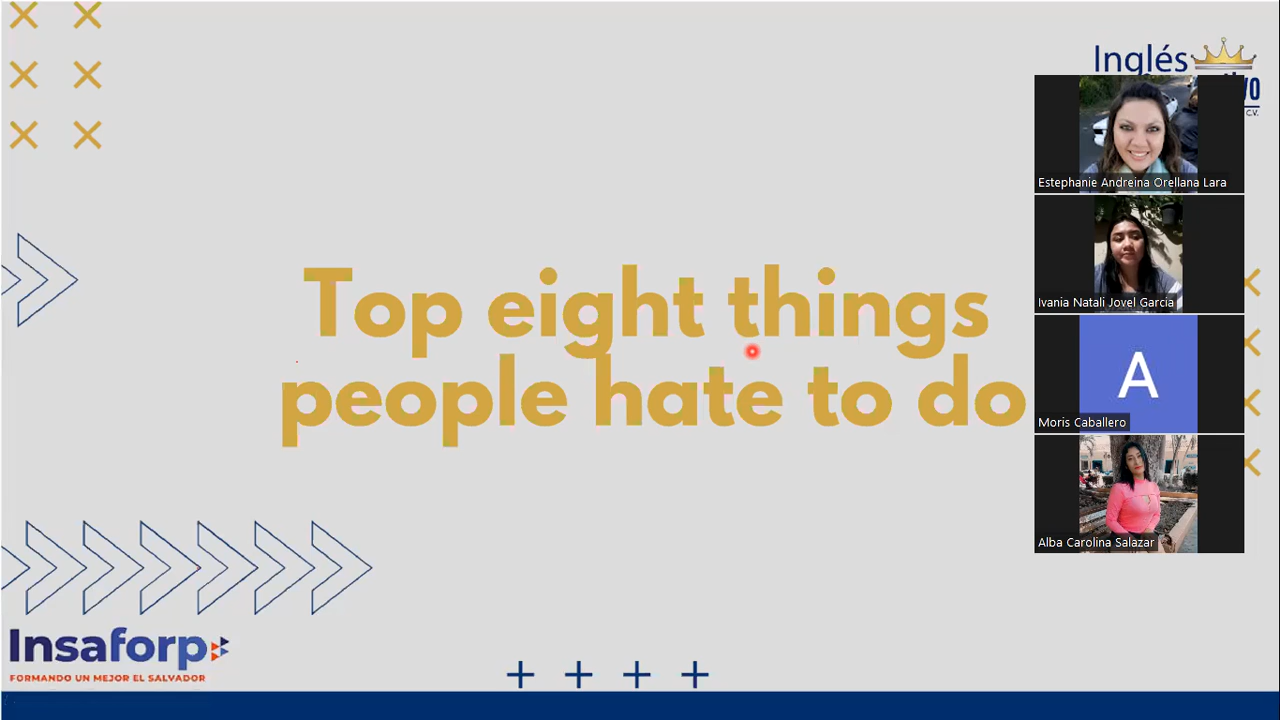 Inglés
C.V.
Estephanie Andreina Orellana Lara
Ivania Natali Jovel García
A
Moris Caballero
Alba Carolina Salazar
Top eight things
people hate to do
Insaforp
FORMANDO UN MEJOR EL SALVADOR